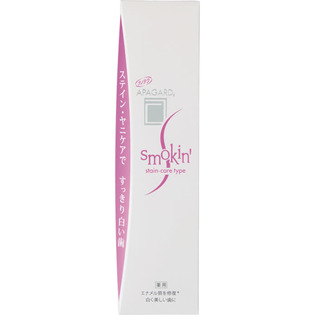 APAGARD
Smokin'
stain-care type
ステイン・ヤニケアで すっきり白い歯
薬用
エナメル質を修復*
白く美しい歯に